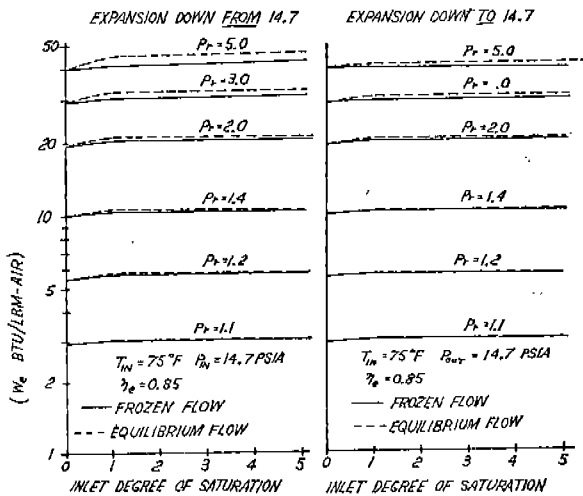 EXPANSION DOWN FROM 14.7
50
Pr=5.0
Pr=3.0
20
Pr=2.0
10
Pr=1.4
5
Pr=1.2
Pr=1.1
2
TIN=75°F PIN=14.7 PSIA
ηe=0.85
FROZEN FLOW
EQUILIBRIUM FLOW
1
0 1 2 3 4 5
INLET DEGREE OF SATURATION
(We BTU/LBM-AIR)
EXPANSION DOWN TO 14.7
Pr=5.0
Pr= .0
Pr=2.0
Pr=1.4
Pr=1.2
Pr=1.1
TIN=75°F Pout=14.7 PSIA
ηe=0.85
FROZEN FLOW
EQUILIBRIUM FLOW
0 1 2 3 4 5
INLET DEGREE OF SATURATION